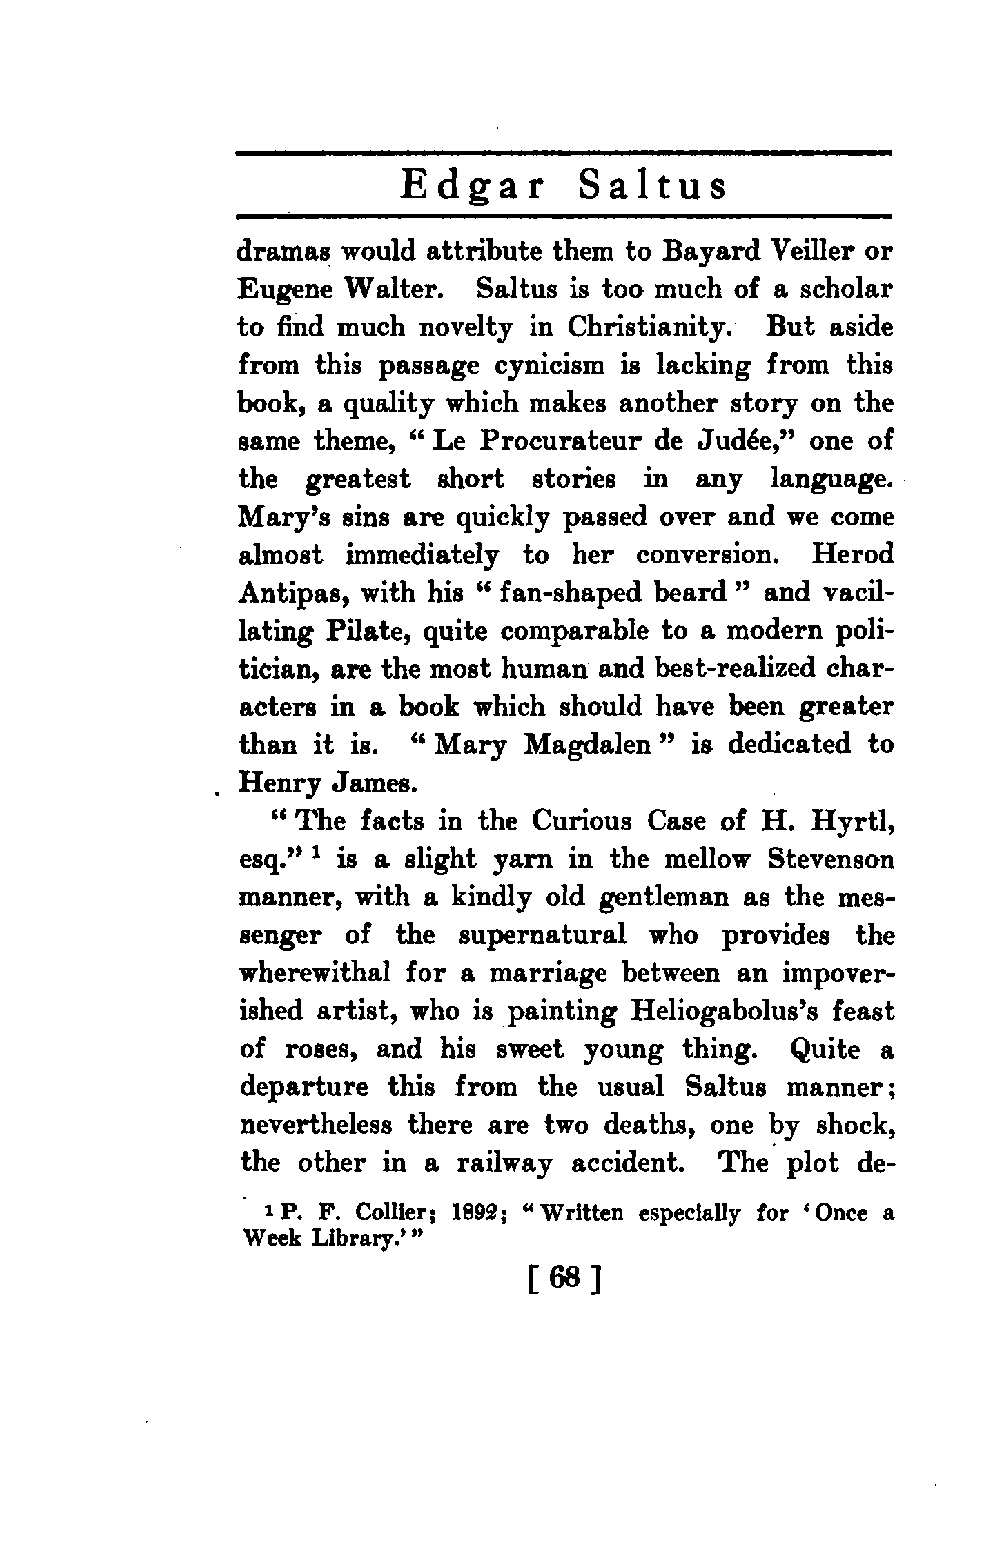 Edgar Saltus
dramas would attribute them to Bayard Veiller or
Eugene Walter. Saltus is too much of a scholar
to find much novelty in Christianity. But aside
from this passage cynicism is lacking from this
book, a quality which makes another story on the
same theme, “ Le Procurateur de Judée,” one of
the greatest short stories in any language.
Mary’s sins are quickly passed over and we come
almost immediately to her conversion. Herod
Antipas, with his “ fan-shaped beard ” and vacil-
lating Pilate, quite comparable to a modern poli-
tician, are the most human and best-realized char-
acters in a book which should have been greater
than it is. “ Mary Magdalen ” is dedicated to
Henry James.
“ The facts in the Curious Case of H. Hyrtl,
esq.” ¹ is a slight yarn in the mellow Stevenson
manner, with a kindly old gentleman as the mes-
senger of the supernatural who provides the
wherewithal for a marriage between an impover-
ished artist, who is painting Heliogabolus’s feast
of roses, and his sweet young thing. Quite a
departure this from the usual Saltus manner;
nevertheless there are two deaths, one by shock,
the other in a railway accident. The plot de-
¹ P. F. Collier; 1892; “ Written especially for ‘ Once a
Week Library.’ ”
[ 68 ]